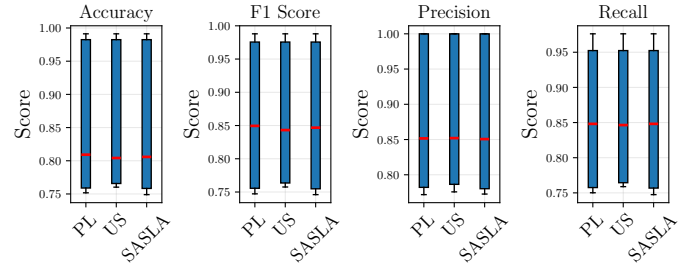 Accuracy
Score
1.00
0.95
0.90
0.85
0.80
0.75
PL
US
SASLA
F1 Score
Score
1.00
0.95
0.90
0.85
0.80
0.75
PL
US
SASLA
Precision
Score
1.00
0.95
0.90
0.85
0.80
PL
US
SASLA
Recall
Score
0.95
0.90
0.85
0.80
0.75
PL
US
SASLA